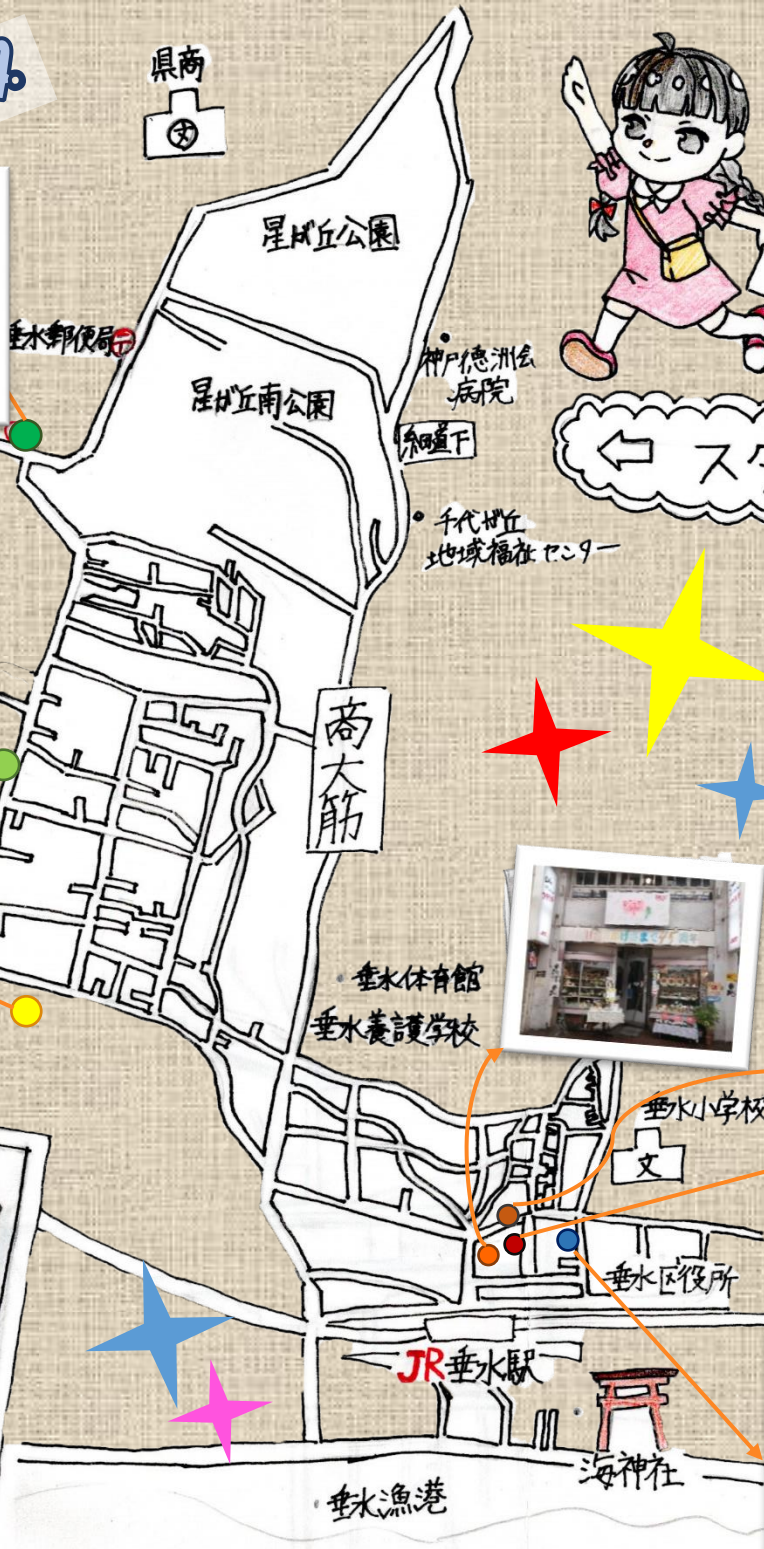 県商
文
星が丘公園
垂水郵便局
神戸徳洲会
病院
星が丘南公園
細道下
⇦ スタ
千代が丘
地域福祉センター
商大筋
垂水体育館
垂水養護学校
垂水小学校
文
垂水区役所
JR垂水駅
海神社
垂水漁港